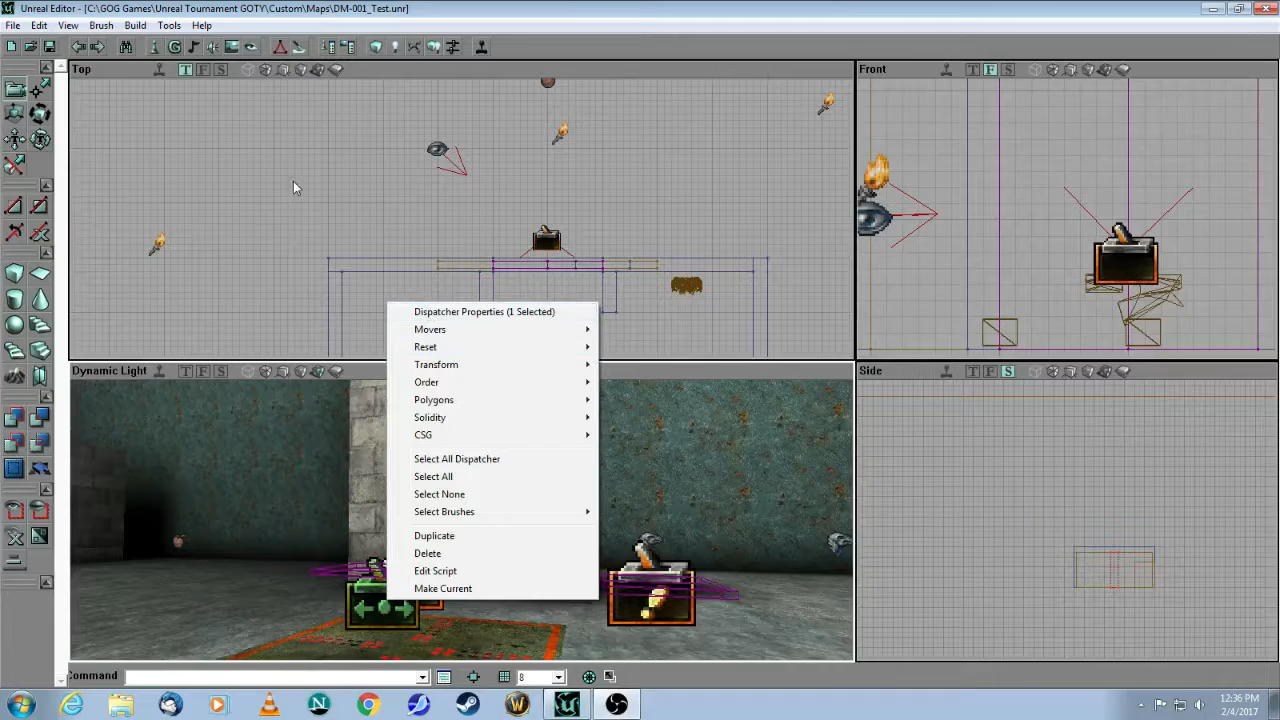 Unreal Editor - [C:\GOG Games\Unreal Tournament GOTY\Custom\Maps\DM-001_Test.unr]
File Edit View Brush Build Tools Help
Top T F S
Front T F S
Dispatcher Properties (1 Selected)
Movers
Reset
Transform
Order
Polygons
Solidity
CSG
Select All Dispatcher
Select All
Select None
Select Brushes
Duplicate
Delete
Edit Script
Make Current
Dynamic Light T F S
Side T F S
Command 8
12:36 PM
2/4/2017